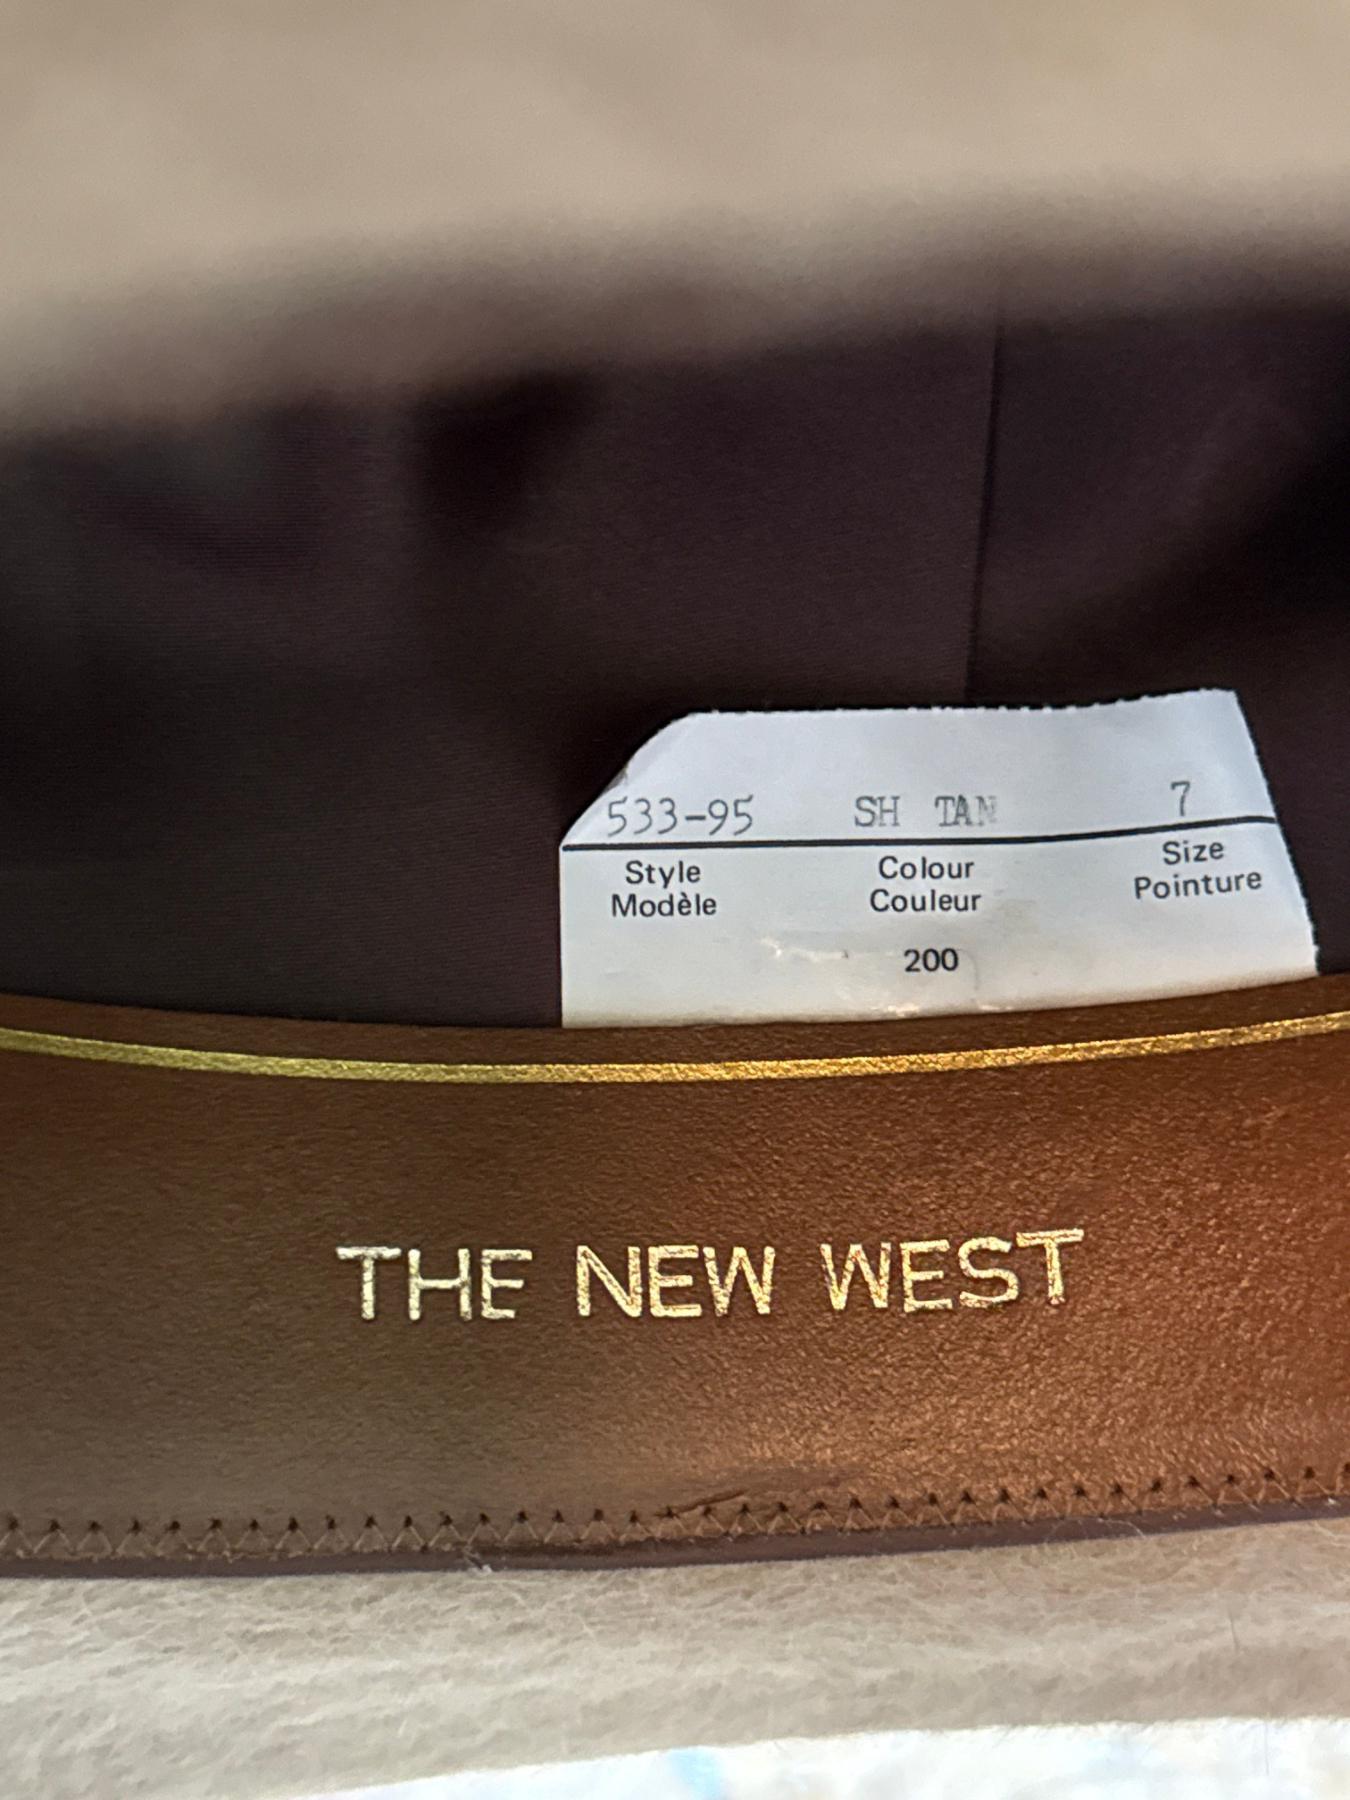 533-95 SH TAN 7
Style Colour Size
Modèle Couleur Pointure
200
THE NEW WEST